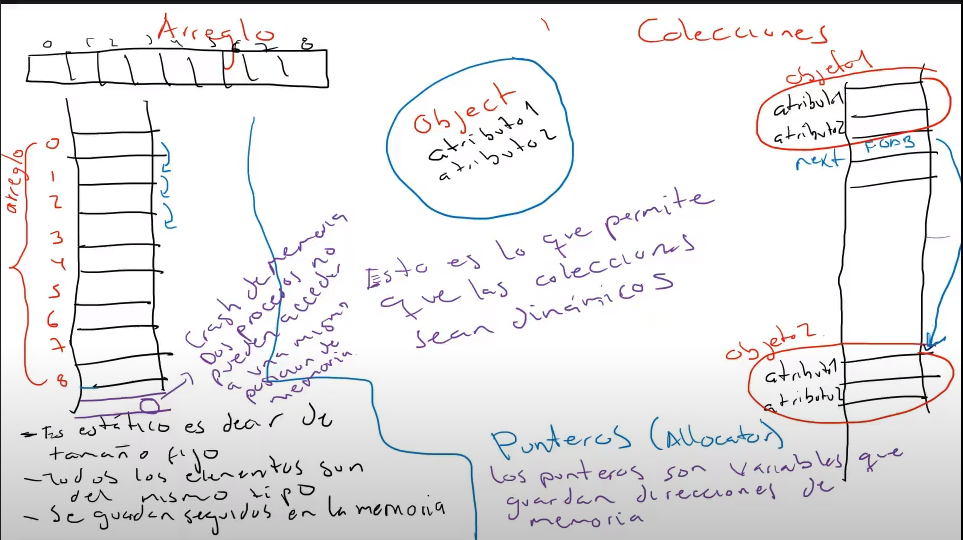 Arreglo
0 1 2 3 4 5 6 7 8
arreglo
0
1
2
3
4
5
6
7
8
Crash de memoria
Dos procesos no
pueden acceder
a una misma
posicion de
memoria
- Es estático es decir de
tamaño fijo
- Todos los elementos son
del mismo tipo
- Se guardan seguidos en la memoria
Object
atributo1
atributo2
Esto es lo que permite
que las colecciones
sean dinámicos
Colecciones
objeto1
atributo1
atributo2
next
objeto2
atributo1
atributo2
Punteros (Allocator)
Los punteros son variables que
guardan direcciones de
memoria